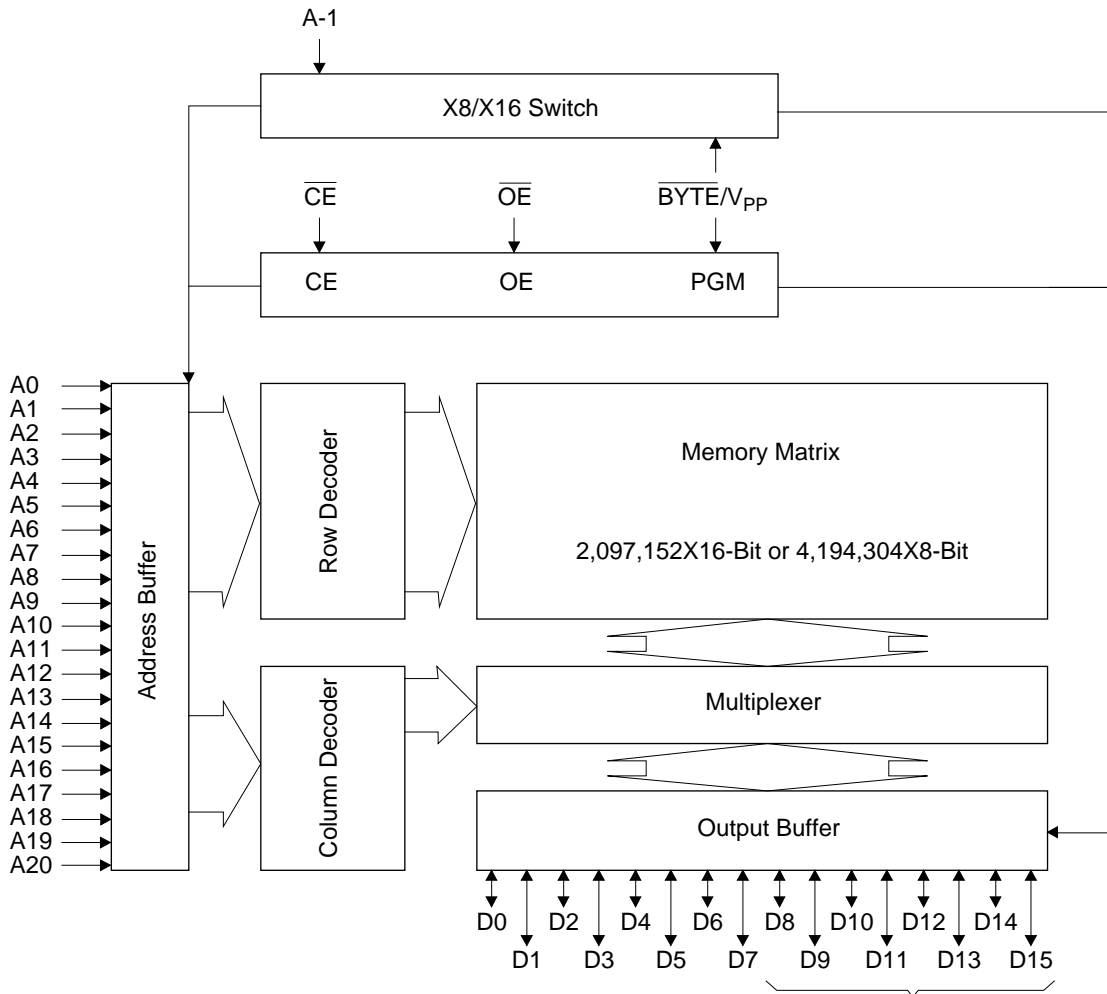 A-1
X8/X16 Switch
CE OE BYTE/VPP
CE OE PGM
A0
A1
A2
A3
A4
A5
A6
A7
A8
A9
A10
A11
A12
A13
A14
A15
A16
A17
A18
A19
A20
Address Buffer
Row Decoder
Column Decoder
Memory Matrix
2,097,152X16-Bit or 4,194,304X8-Bit
Multiplexer
Output Buffer
D0 D2 D4 D6 D8 D10 D12 D14
D1 D3 D5 D7 D9 D11 D13 D15